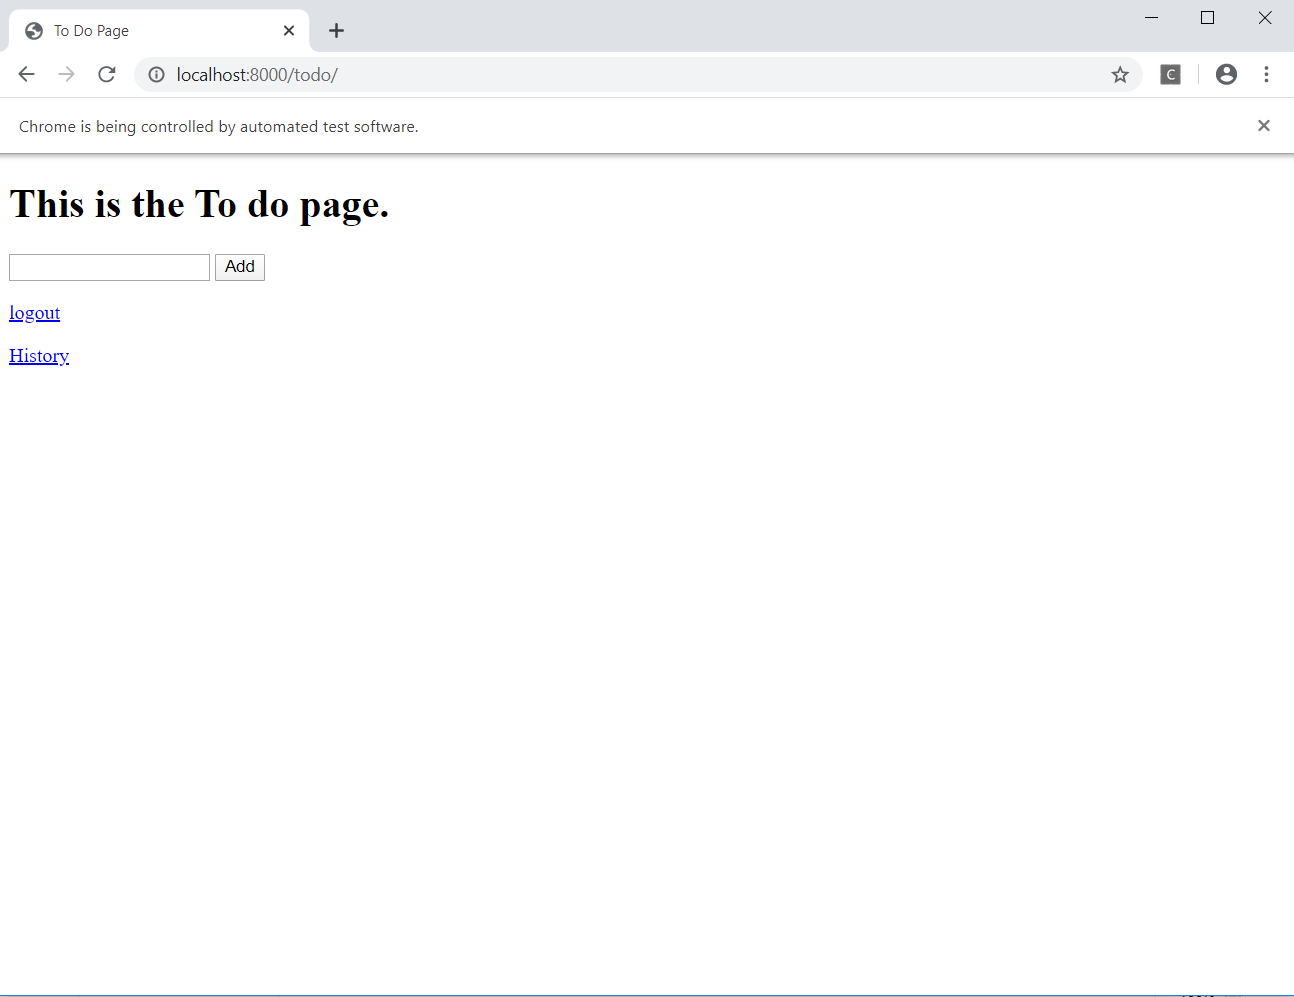 To Do Page
localhost:8000/todo/
C
Chrome is being controlled by automated test software.
This is the To do page.
Add
logout
History